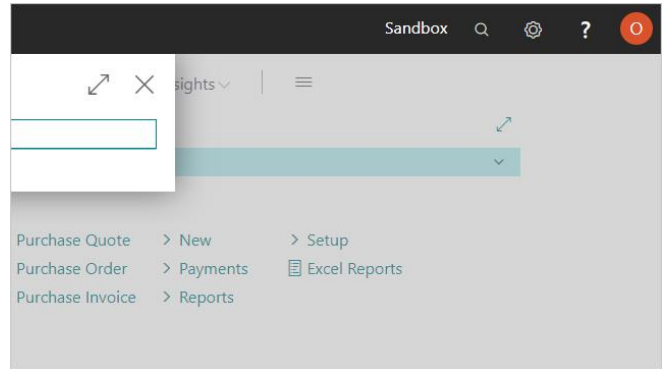 Sandbox ? O
sights
Purchase Quote > New > Setup
Purchase Order > Payments Excel Reports
Purchase Invoice > Reports